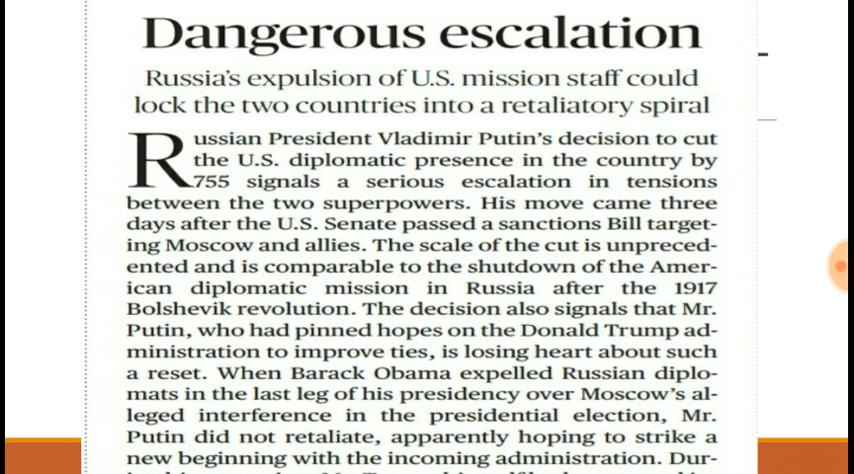 Dangerous escalation
Russia's expulsion of U.S. mission staff could
lock the two countries into a retaliatory spiral
Russian President Vladimir Putin's decision to cut
the U.S. diplomatic presence in the country by
755 signals a serious escalation in tensions
between the two superpowers. His move came three
days after the U.S. Senate passed a sanctions Bill target-
ing Moscow and allies. The scale of the cut is unpreced-
ented and is comparable to the shutdown of the Amer-
ican diplomatic mission in Russia after the 1917
Bolshevik revolution. The decision also signals that Mr.
Putin, who had pinned hopes on the Donald Trump ad-
ministration to improve ties, is losing heart about such
a reset. When Barack Obama expelled Russian diplo-
mats in the last leg of his presidency over Moscow's al-
leged interference in the presidential election, Mr.
Putin did not retaliate, apparently hoping to strike a
new beginning with the incoming administration. Dur-